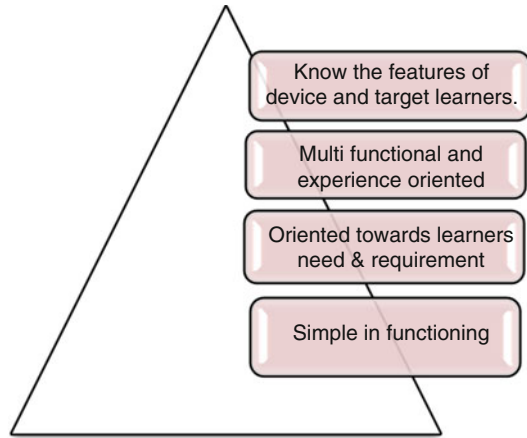 Know the features of
device and target learners.
Multi functional and
experience oriented
Oriented towards learners
need & requirement
Simple in functioning